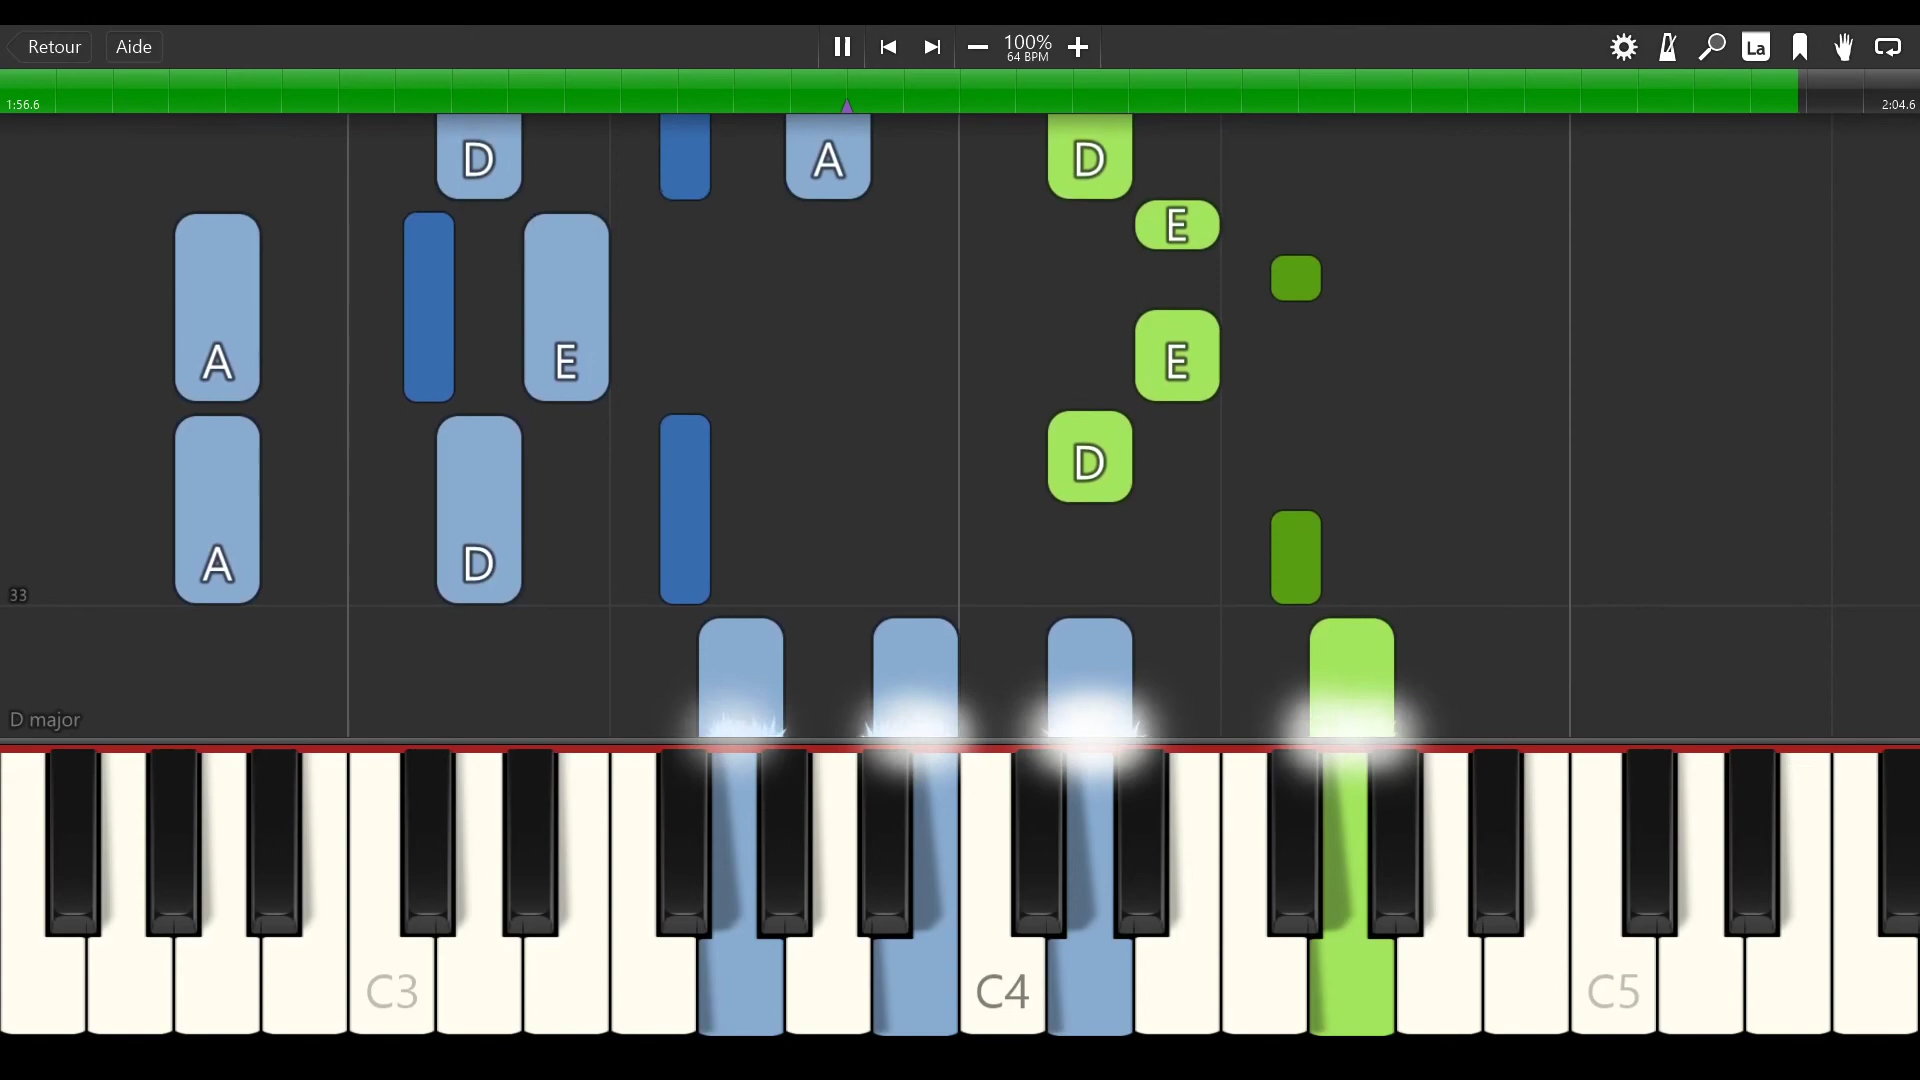 Retour
Aide
100%
64 BPM
La
1:56.6
2:04.6
D
A
D
E
A
E
E
D
A
D
33
D major
C3
C4
C5